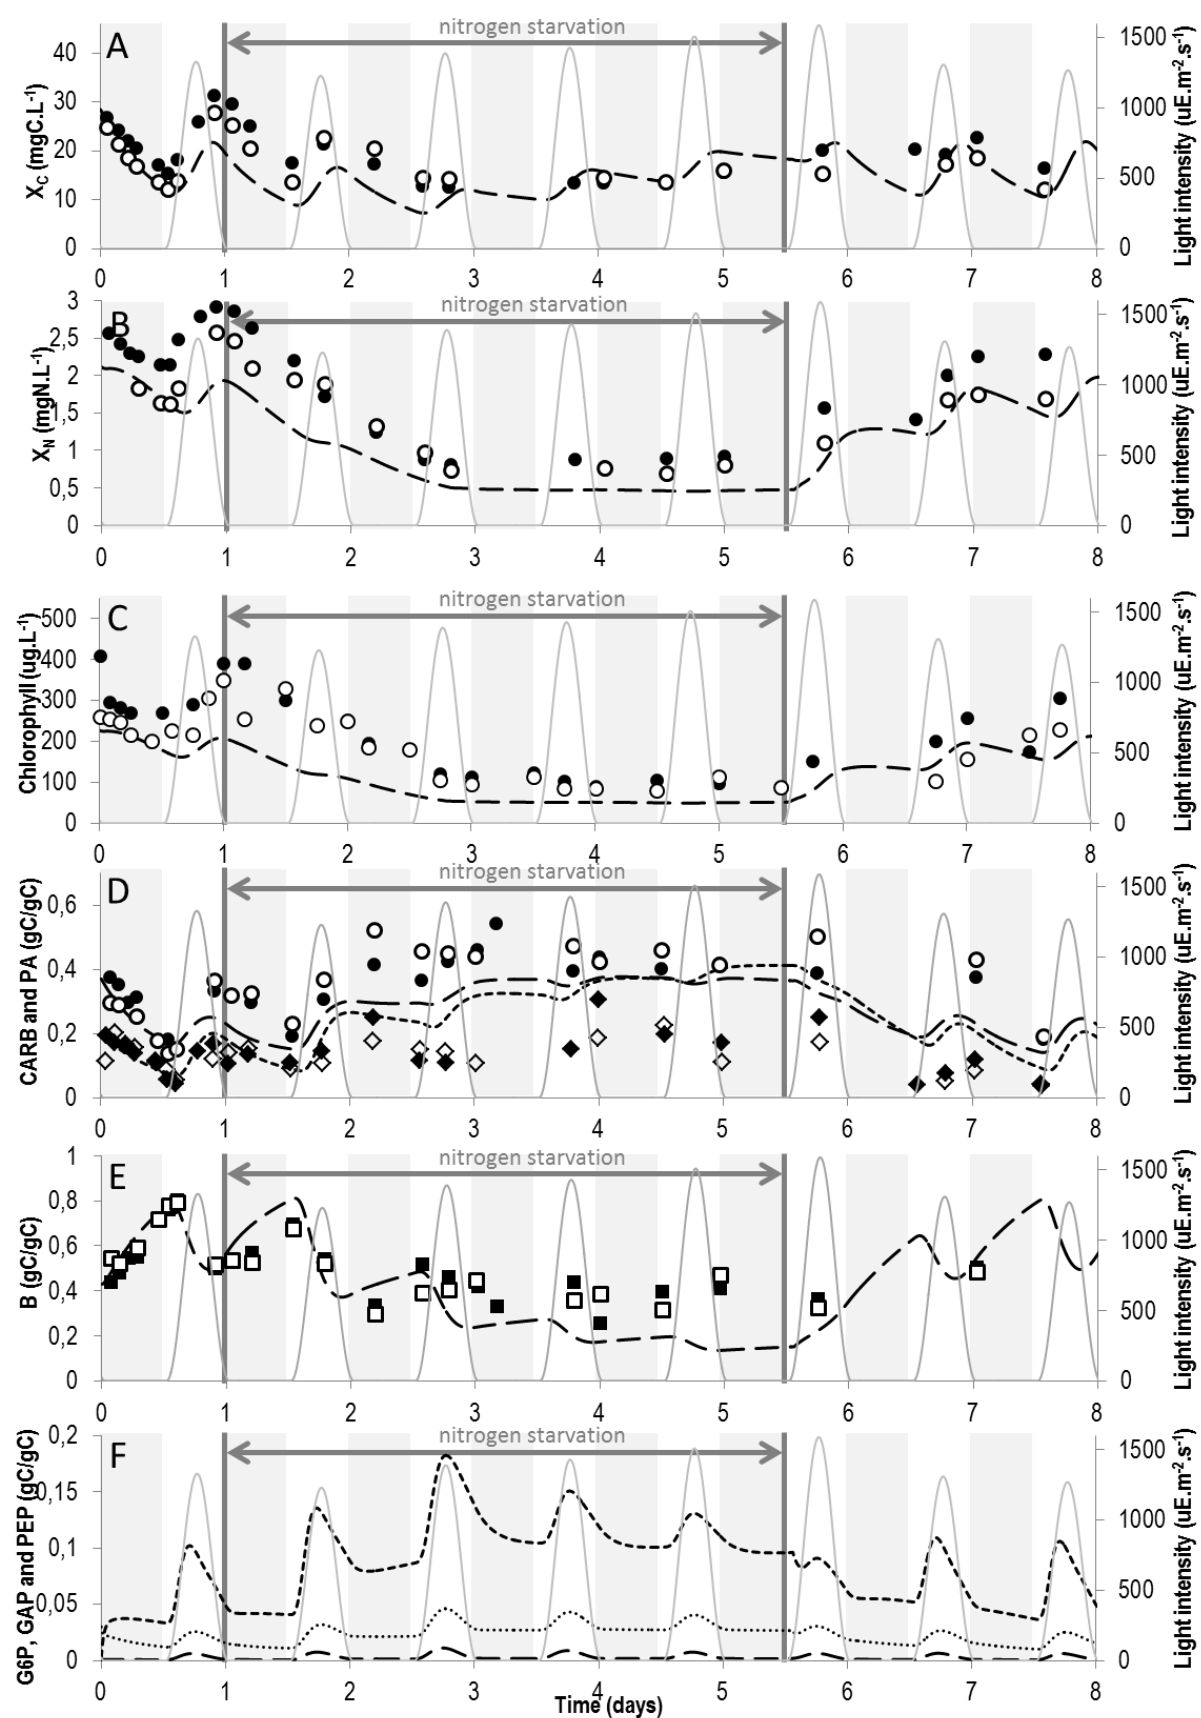 nitrogen starvation
A
X_C (mgC.L⁻¹)
40
30
20
10
0
1500
1000
500
0
Light intensity (uE.m⁻².s⁻¹)
0 1 2 3 4 5 6 7 8
nitrogen starvation
B
X_N (mgN.L⁻¹)
3
2,5
2
1,5
1
0,5
0
1500
1000
500
0
Light intensity (uE.m⁻².s⁻¹)
0 1 2 3 4 5 6 7 8
nitrogen starvation
C
Chlorophyll (ug.L⁻¹)
500
400
300
200
100
0
1500
1000
500
0
Light intensity (uE.m⁻².s⁻¹)
0 1 2 3 4 5 6 7 8
nitrogen starvation
D
CARB and PA (gC/gC)
0,6
0,4
0,2
0
1500
1000
500
0
Light intensity (uE.m⁻².s⁻¹)
0 1 2 3 4 5 6 7 8
nitrogen starvation
E
B (gC/gC)
1
0,8
0,6
0,4
0,2
0
1500
1000
500
0
Light intensity (uE.m⁻².s⁻¹)
0 1 2 3 4 5 6 7 8
nitrogen starvation
F
G6P, GAP and PEP (gC/gC)
0,2
0,15
0,1
0,05
0
1500
1000
500
0
Light intensity (uE.m⁻².s⁻¹)
0 1 2 3 4 5 6 7 8
Time (days)